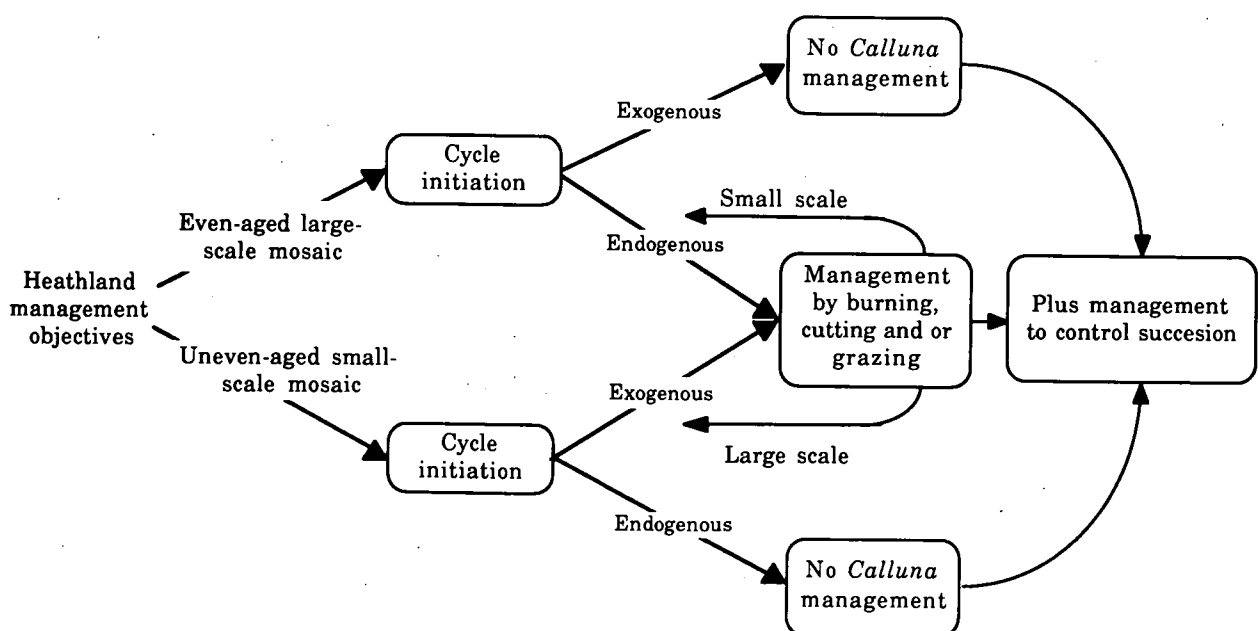 No Calluna
management
Exogenous
Cycle
initiation
Small scale
Even-aged large-
scale mosaic
Endogenous
Heathland
management
objectives
Management
by burning,
cutting and or
grazing
Plus management
to control succesion
Uneven-aged small-
scale mosaic
Exogenous
Cycle
initiation
Large scale
Endogenous
No Calluna
management